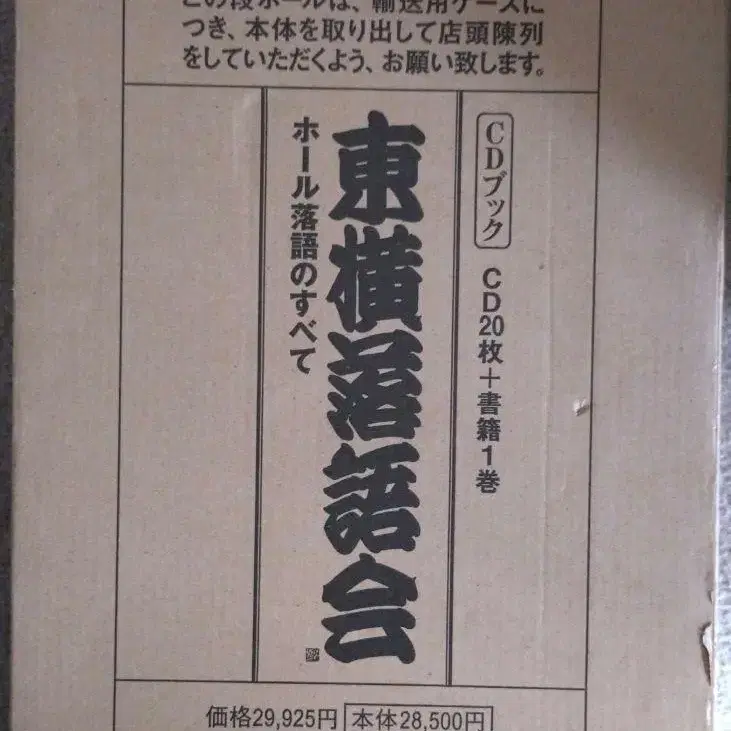 この段ボールは、輸送用ケースに
つき、本体を取り出して店頭陳列
をしていただくよう、お願い致します。
CDブック
CD20枚＋書籍1巻
東横落語会
ホール落語のすべて
価格29,925円 本体28,500円